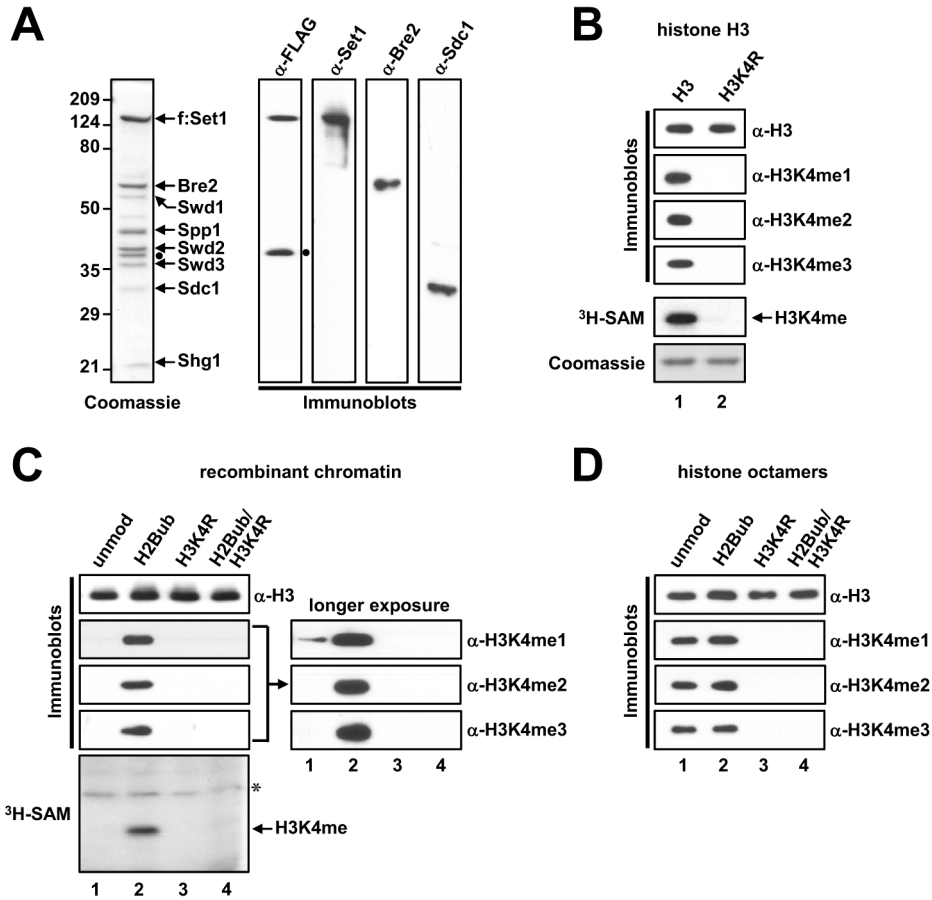 A
α-FLAG
α-Set1
α-Bre2
α-Sdc1
209
124
80
50
35
29
21
f:Set1
Bre2
Swd1
Spp1
Swd2
Swd3
Sdc1
Shg1
Coomassie
Immunoblots
B
histone H3
H3
H3K4R
Immunoblots
α-H3
α-H3K4me1
α-H3K4me2
α-H3K4me3
³H-SAM
H3K4me
Coomassie
1 2
C
recombinant chromatin
unmod
H2Bub
H3K4R
H2Bub/
H3K4R
Immunoblots
α-H3
longer exposure
α-H3K4me1
α-H3K4me2
α-H3K4me3
1 2 3 4
*
³H-SAM
H3K4me
1 2 3 4
D
histone octamers
unmod
H2Bub
H3K4R
H2Bub/
H3K4R
Immunoblots
α-H3
α-H3K4me1
α-H3K4me2
α-H3K4me3
1 2 3 4